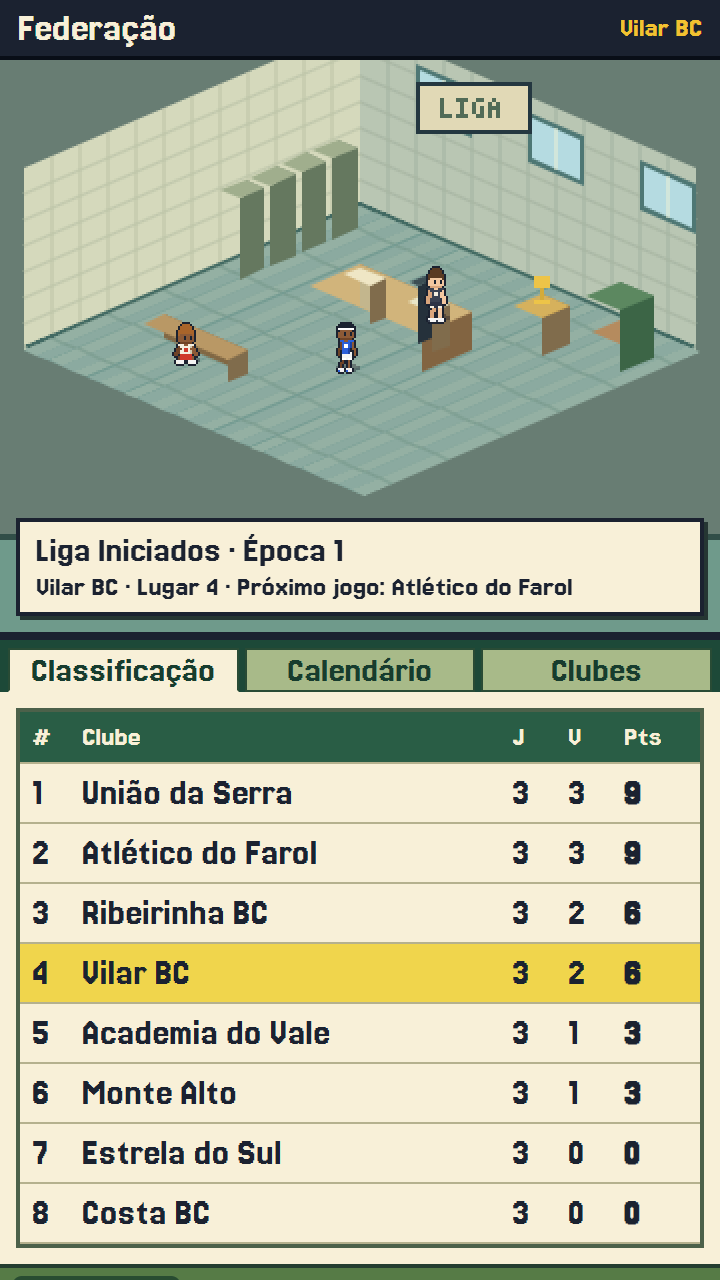 Federação
Vilar BC
LIGA
Liga Iniciados · Época 1
Vilar BC · Lugar 4 · Próximo jogo: Atlético do Farol
Classificação Calendário Clubes
# Clube J V Pts
1 União da Serra 3 3 9
2 Atlético do Farol 3 3 9
3 Ribeirinha BC 3 2 6
4 Vilar BC 3 2 6
5 Academia do Vale 3 1 3
6 Monte Alto 3 1 3
7 Estrela do Sul 3 0 0
8 Costa BC 3 0 0